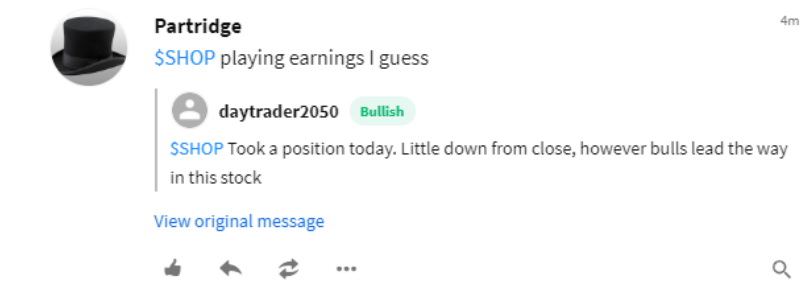 Partridge
4m
$SHOP playing earnings I guess
daytrader2050 Bullish
$SHOP Took a position today. Little down from close, however bulls lead the way
in this stock
View original message